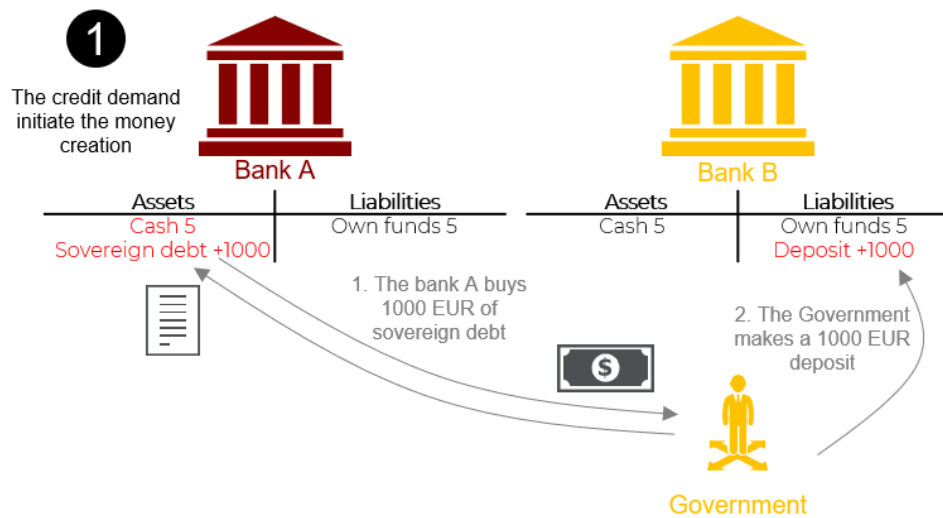 1
The credit demand
initiate the money
creation
Bank A
Bank B
Assets
Liabilities
Assets
Liabilities
Cash 5
Own funds 5
Cash 5
Own funds 5
Sovereign debt +1000
Deposit +1000
1. The bank A buys
1000 EUR of
sovereign debt
2. The Government
makes a 1000 EUR
deposit
$
Government